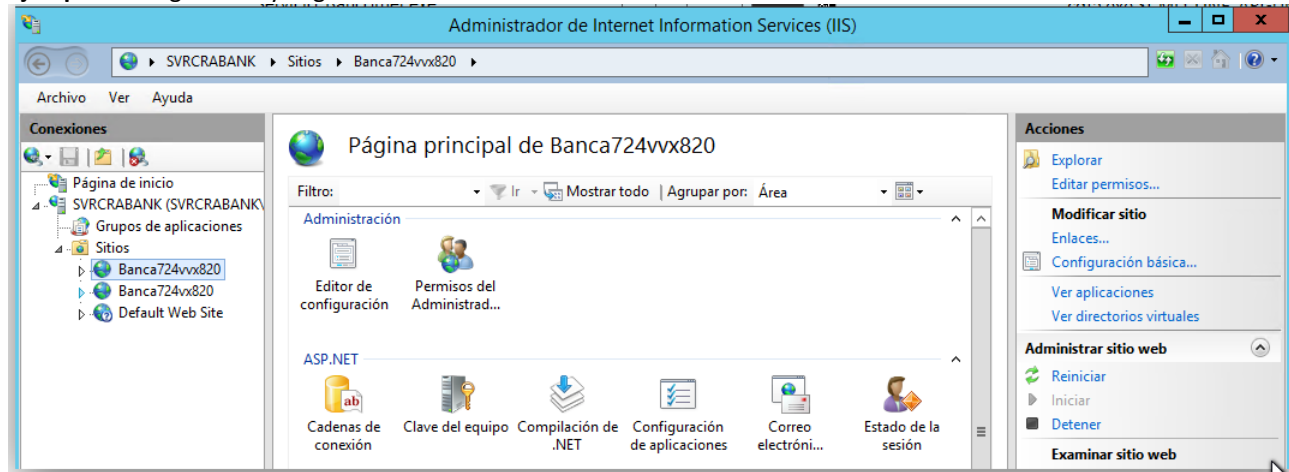 Administrador de Internet Information Services (IIS)
SVRCRABANK Sitios Banca724vvx820
Archivo Ver Ayuda
Conexiones
Página de inicio
SVRCRABANK (SVRCRABANK\
Grupos de aplicaciones
Sitios
Banca724vvx820
Banca724vx820
Default Web Site
Página principal de Banca724vvx820
Filtro: Ir Mostrar todo Agrupar por: Área
Administración
Editor de configuración
Permisos del Administrad...
ASP.NET
Cadenas de conexión
Clave del equipo
Compilación de .NET
Configuración de aplicaciones
Correo electróni...
Estado de la sesión
Acciones
Explorar
Editar permisos...
Modificar sitio
Enlaces...
Configuración básica...
Ver aplicaciones
Ver directorios virtuales
Administrar sitio web
Reiniciar
Iniciar
Detener
Examinar sitio web